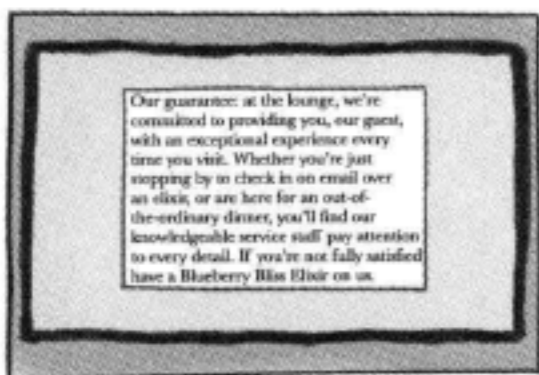 Our guarantee: at the lounge, we're
committed to providing you, our guest,
with an exceptional experience every
time you visit. Whether you're just
stopping by to check in on email over
an elixir, or are here for an out-of-
the-ordinary dinner, you'll find our
knowledgeable service staff pay attention
to every detail. If you're not fully satisfied
have a Blueberry Bliss Elixir on us.